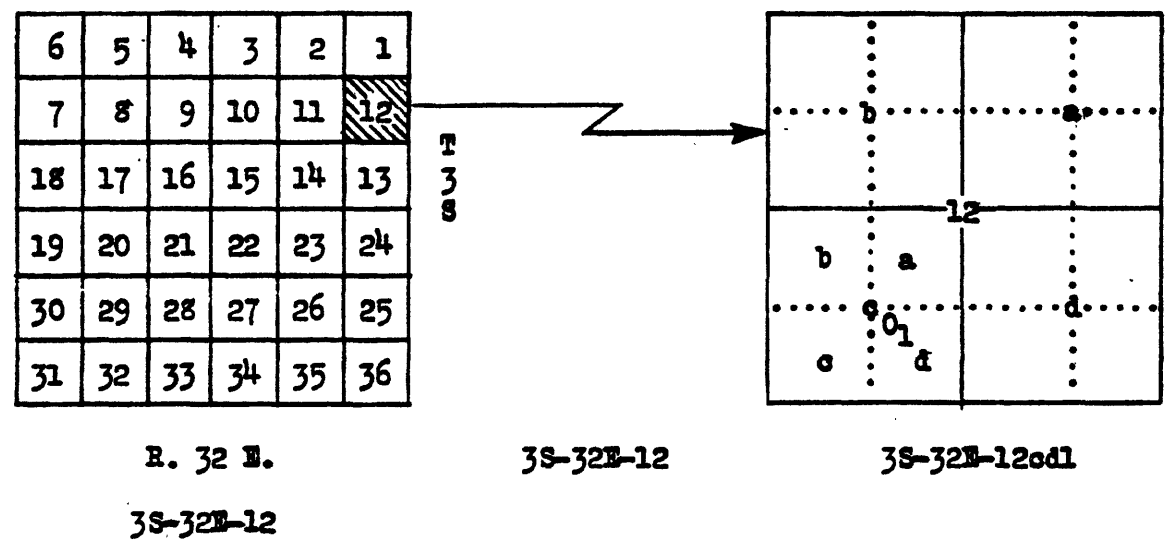 6 5 4 3 2 1
7 8 9 10 11 12
18 17 16 15 14 13
19 20 21 22 23 24
30 29 28 27 26 25
31 32 33 34 35 36
T
3
S
b a
12
b a
c d
O1
c d
R. 32 E.
3S-32E-12
3S-32E-12
3S-32E-12cd1